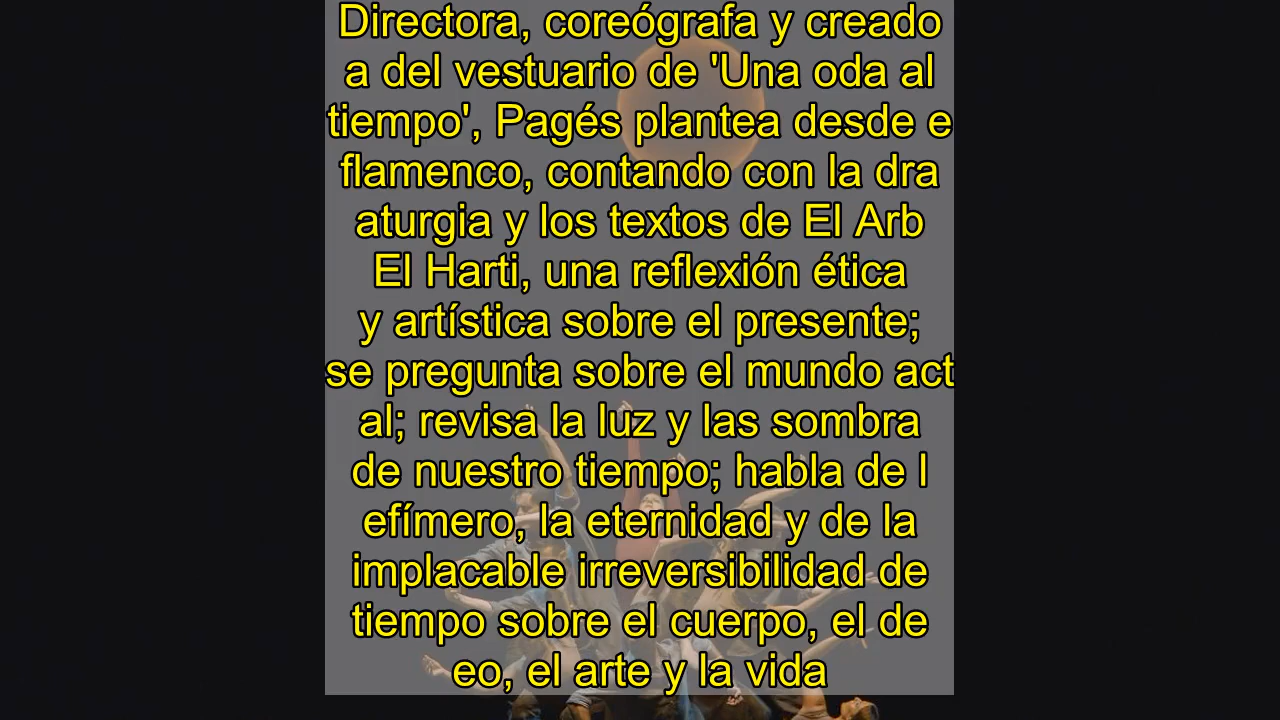 Directora, coreógrafa y creado
a del vestuario de 'Una oda al
tiempo', Pagés plantea desde e
flamenco, contando con la dra
aturgia y los textos de El Arb
El Harti, una reflexión ética
y artística sobre el presente;
se pregunta sobre el mundo act
al; revisa la luz y las sombra
de nuestro tiempo; habla de l
efímero, la eternidad y de la
implacable irreversibilidad de
tiempo sobre el cuerpo, el de
eo, el arte y la vida